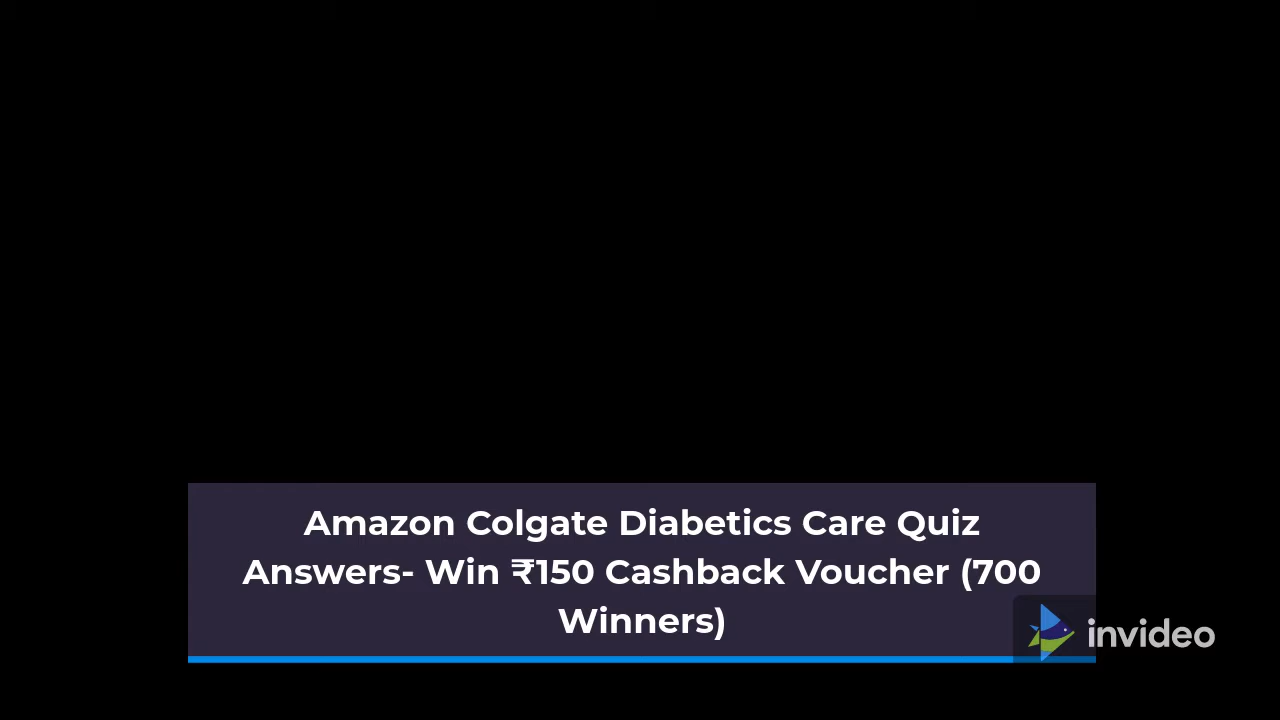 Amazon Colgate Diabetics Care Quiz
Answers- Win ₹150 Cashback Voucher (700
Winners)
invideo